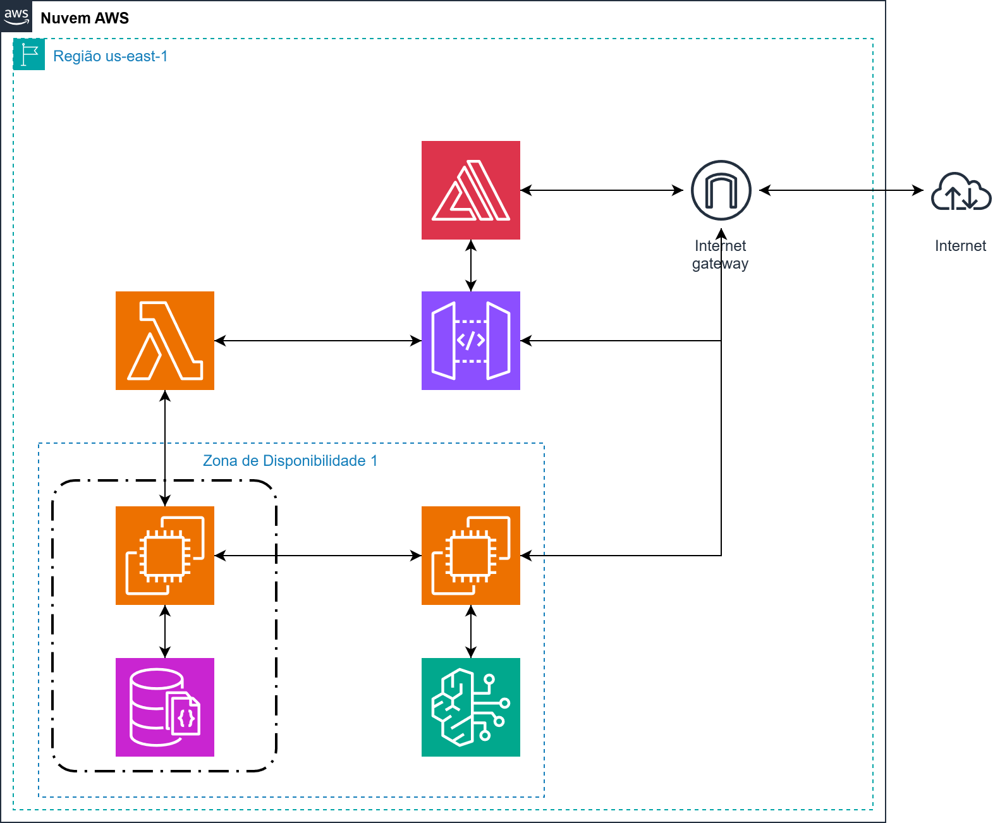 aws
Nuvem AWS
Região us-east-1
Internet
gateway
Internet
</>
Zona de Disponibilidade 1
{}